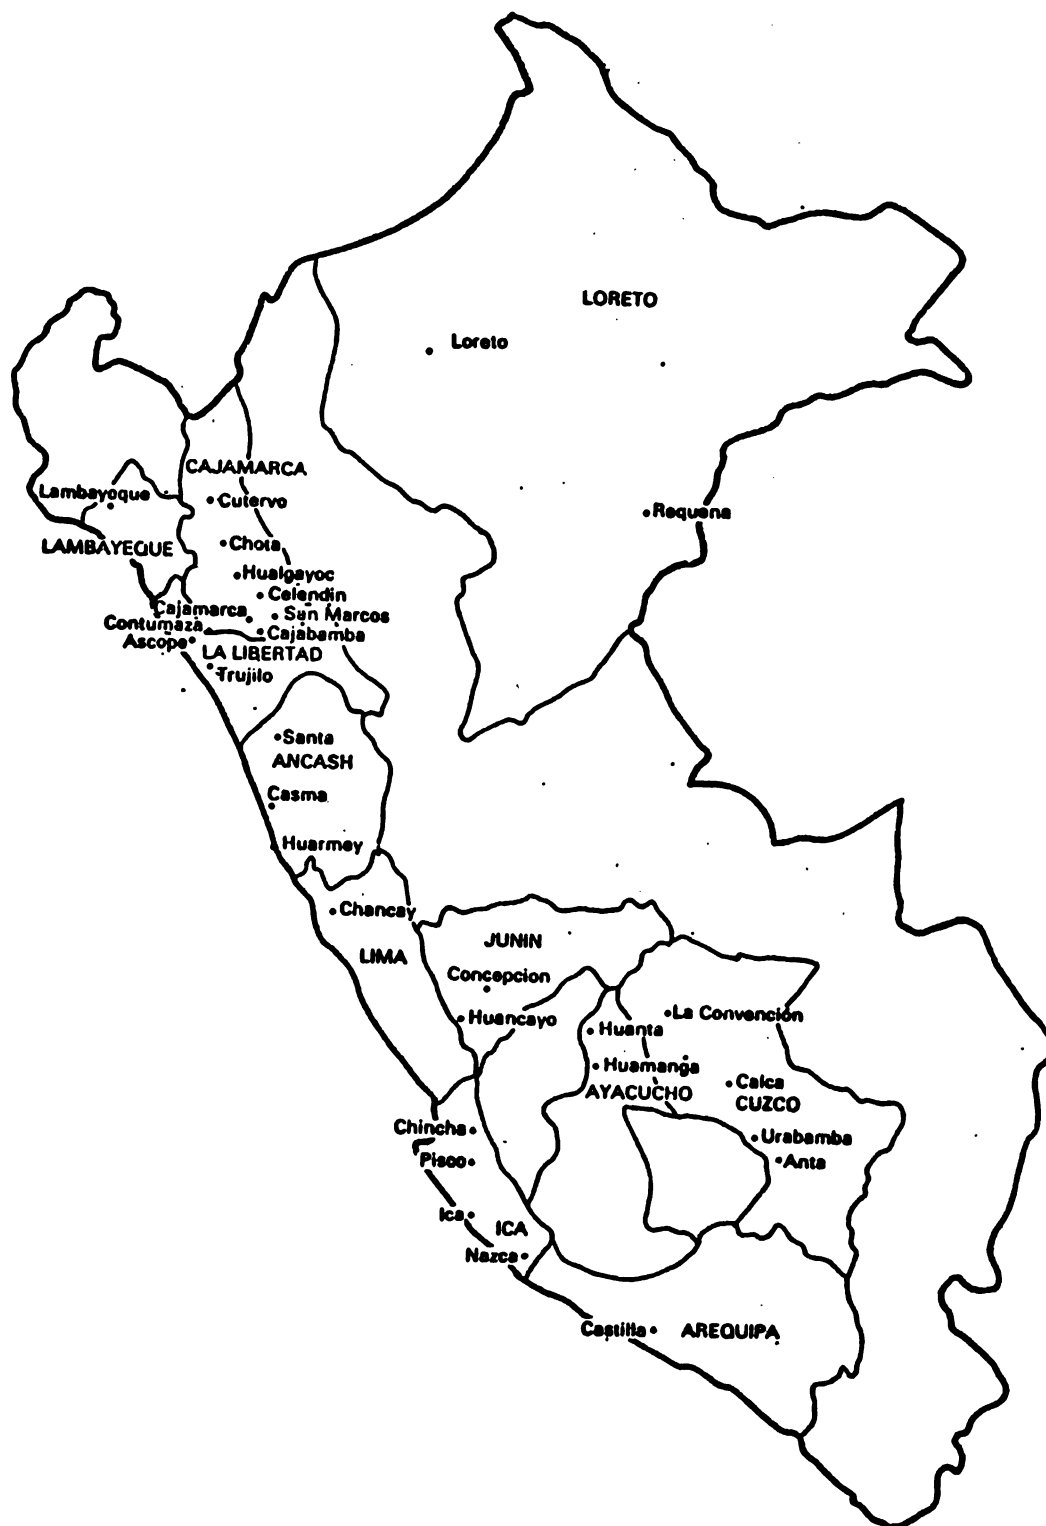 LORETO
Loreto
Requena
CAJAMARCA
Lambayeque
Cutervo
LAMBAYEQUE
Chota
Hualgayoc
Celendin
Cajamarca
San Marcos
Contumaza
Cajabamba
Ascope
LA LIBERTAD
Trujilo
Santa
ANCASH
Casma
Huarmey
Chancay
LIMA
JUNIN
Concepcion
Huancayo
La Convención
Huanta
Huamanga
AYACUCHO
Calca
CUZCO
Chincha
Urabamba
Pisco
Anta
Ica
ICA
Nazca
Castilla
AREQUIPA